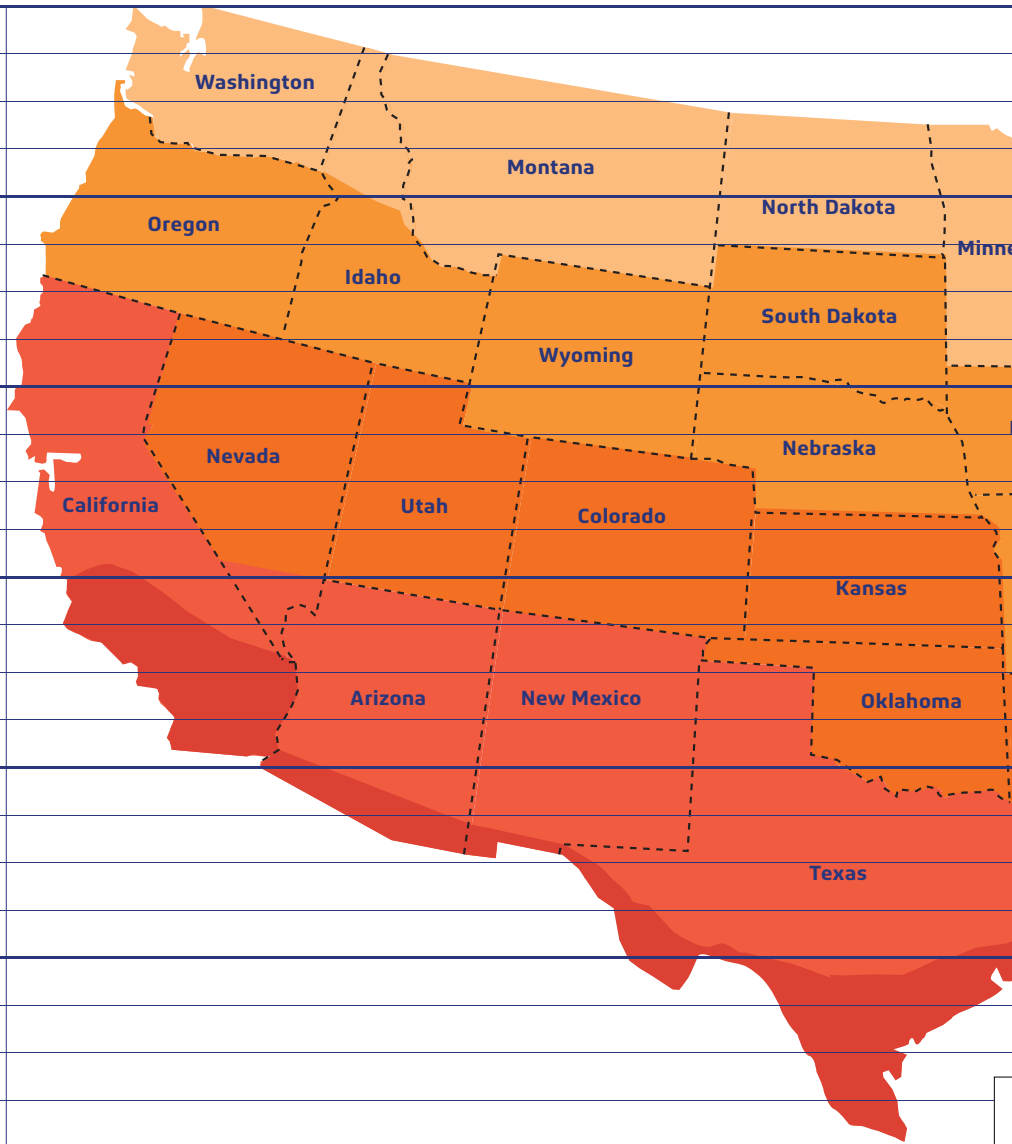 Washington
Montana
North Dakota
Oregon
Minne
Idaho
South Dakota
Wyoming
Nebraska
Nevada
California
Utah
Colorado
Kansas
Arizona
New Mexico
Oklahoma
Texas